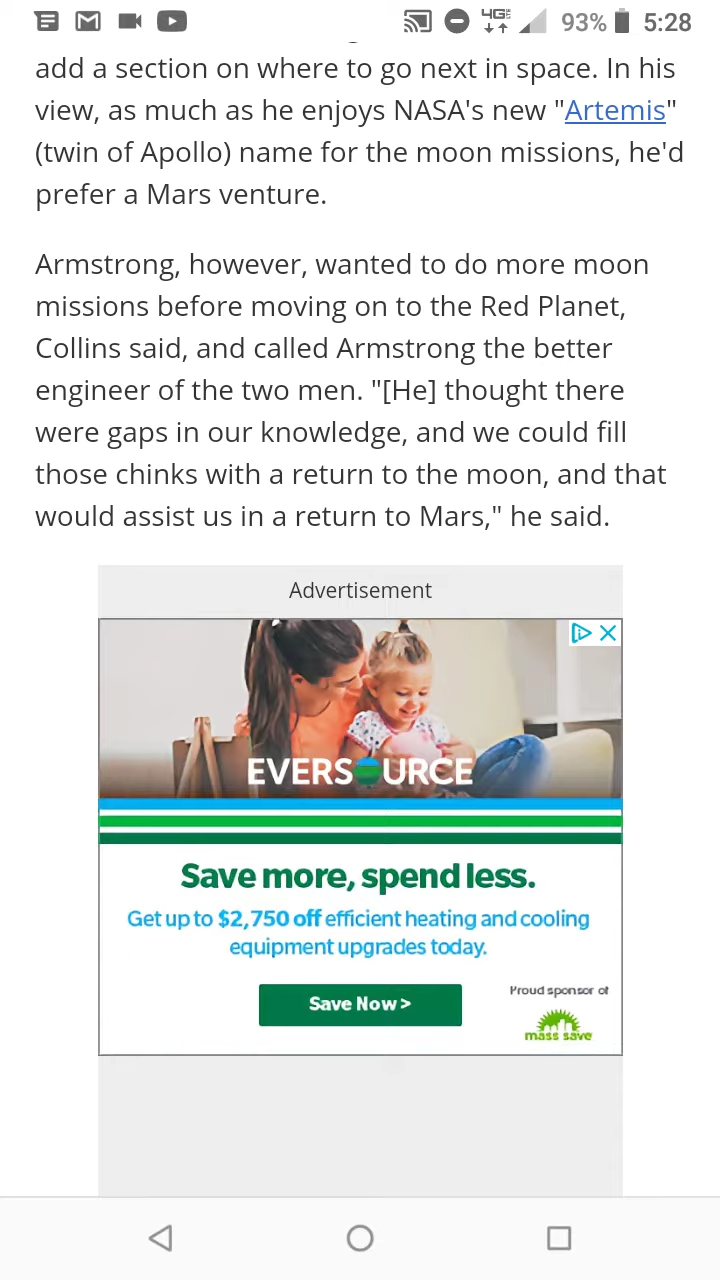 4G 93% 5:28
add a section on where to go next in space. In his
view, as much as he enjoys NASA's new "Artemis"
(twin of Apollo) name for the moon missions, he'd
prefer a Mars venture.
Armstrong, however, wanted to do more moon
missions before moving on to the Red Planet,
Collins said, and called Armstrong the better
engineer of the two men. "[He] thought there
were gaps in our knowledge, and we could fill
those chinks with a return to the moon, and that
would assist us in a return to Mars," he said.
Advertisement
EVERSOURCE
Save more, spend less.
Get up to $2,750 off efficient heating and cooling
equipment upgrades today.
Save Now >
Proud sponsor of
mass save